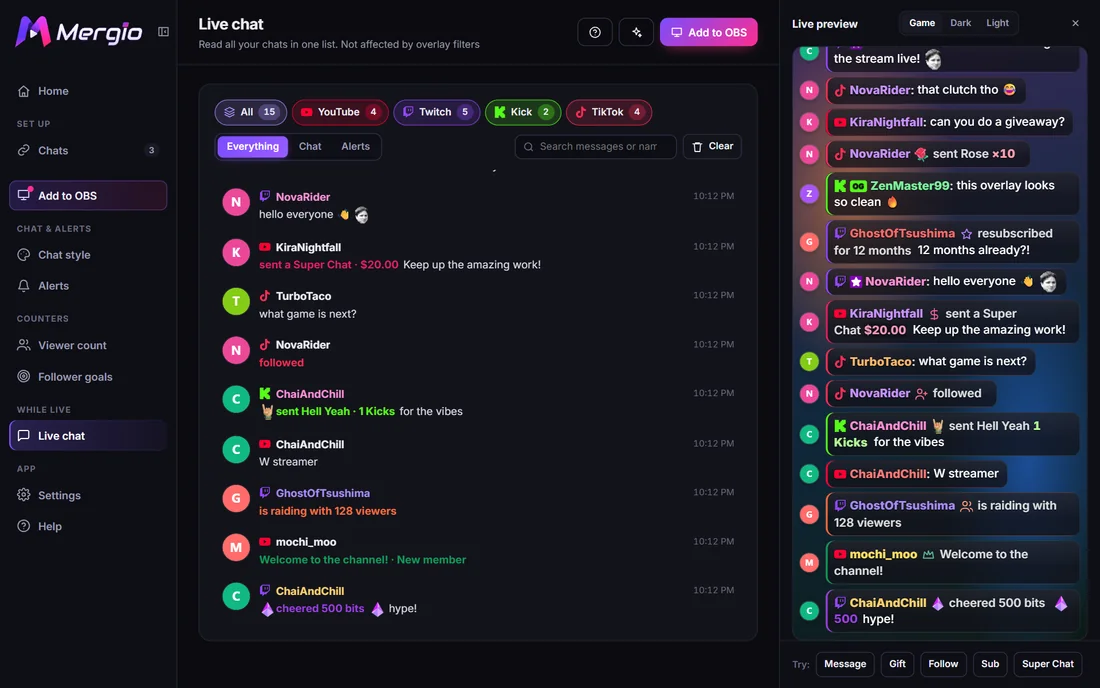 Mergio
Home
SET UP
Chats 3
Add to OBS
CHAT & ALERTS
Chat style
Alerts
COUNTERS
Viewer count
Follower goals
WHILE LIVE
Live chat
APP
Settings
Help
Live chat
Read all your chats in one list. Not affected by overlay filters
Add to OBS
All 15 YouTube 4 Twitch 5 Kick 2 TikTok 4
Everything Chat Alerts
Search messages or nam
Clear
N NovaRider 10:12 PM
hello everyone
K KiraNightfall 10:12 PM
sent a Super Chat · $20.00 Keep up the amazing work!
T TurboTaco 10:12 PM
what game is next?
N NovaRider 10:12 PM
followed
C ChaiAndChill 10:12 PM
sent Hell Yeah · 1 Kicks for the vibes
C ChaiAndChill 10:12 PM
W streamer
G GhostOfTsushima 10:12 PM
is raiding with 128 viewers
M mochi_moo 10:12 PM
Welcome to the channel! · New member
C ChaiAndChill 10:12 PM
cheered 500 bits hype!
Live preview
Game Dark Light
C
the stream live!
N NovaRider: that clutch tho
K KiraNightfall: can you do a giveaway?
N NovaRider sent Rose ×10
Z OG ZenMaster99: this overlay looks
so clean
G GhostOfTsushima resubscribed
for 12 months 12 months already?!
N NovaRider: hello everyone
K KiraNightfall sent a Super
Chat $20.00 Keep up the amazing work!
T TurboTaco: what game is next?
N NovaRider followed
C ChaiAndChill sent Hell Yeah 1
Kicks for the vibes
C ChaiAndChill: W streamer
G GhostOfTsushima is raiding with
128 viewers
M mochi_moo Welcome to the
channel!
C ChaiAndChill cheered 500 bits
500 hype!
Try: Message Gift Follow Sub Super Chat